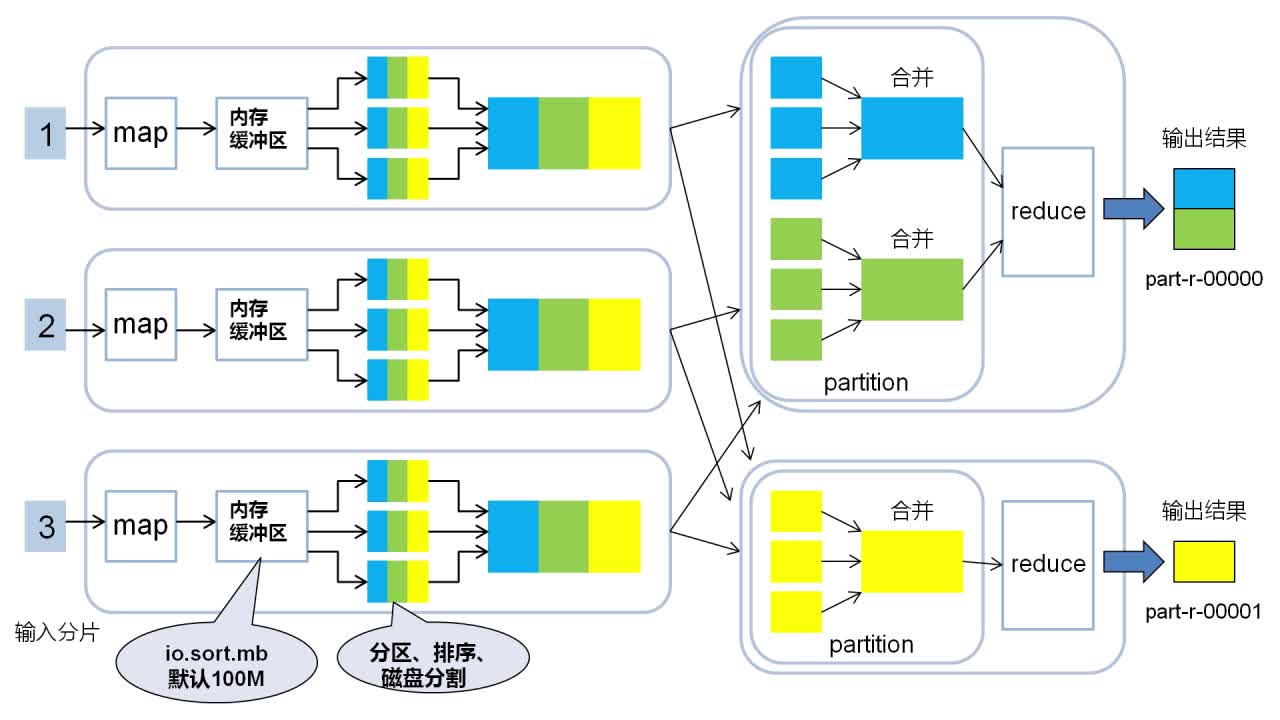 1
map
内存
缓冲区
2
map
内存
缓冲区
3
map
内存
缓冲区
输入分片
io.sort.mb
默认100M
分区、排序、
磁盘分割
合并
合并
partition
reduce
输出结果
part-r-00000
合并
partition
reduce
输出结果
part-r-00001